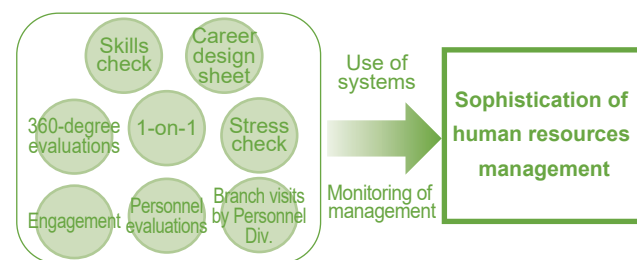 Skills
check
Career
design
sheet
360-degree
evaluations
1-on-1
Stress
check
Engagement
Personnel
evaluations
Branch visits
by Personnel
Div.
Use of
systems
Monitoring of
management
Sophistication of
human resources
management